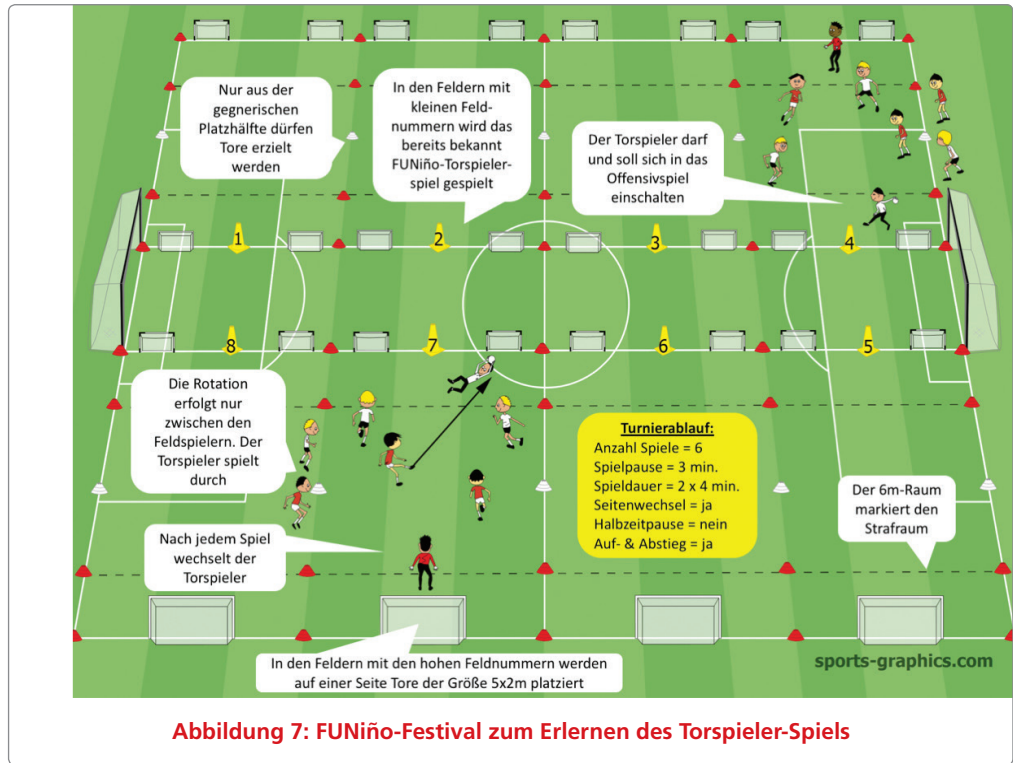 Nur aus der
gegnerischen
Platzhälfte dürfen
Tore erzielt
werden
In den Feldern mit
kleinen Feld-
nummern wird das
bereits bekannt
FUNiño-Torspieler-
spiel gespielt
Der Torspieler darf
und soll sich in das
Offensivspiel
einschalten
1
2
3
4
8
7
6
5
Die Rotation
erfolgt nur
zwischen den
Feldspielern. Der
Torspieler spielt
durch
Turnierablauf:
Anzahl Spiele = 6
Spielpause = 3 min.
Spieldauer = 2 x 4 min.
Seitenwechsel = ja
Halbzeitpause = nein
Auf- & Abstieg = ja
Der 6m-Raum
markiert den
Strafraum
Nach jedem Spiel
wechselt der
Torspieler
In den Feldern mit den hohen Feldnummern werden
auf einer Seite Tore der Größe 5x2m platziert
sports-graphics.com
Abbildung 7: FUNiño-Festival zum Erlernen des Torspieler-Spiels